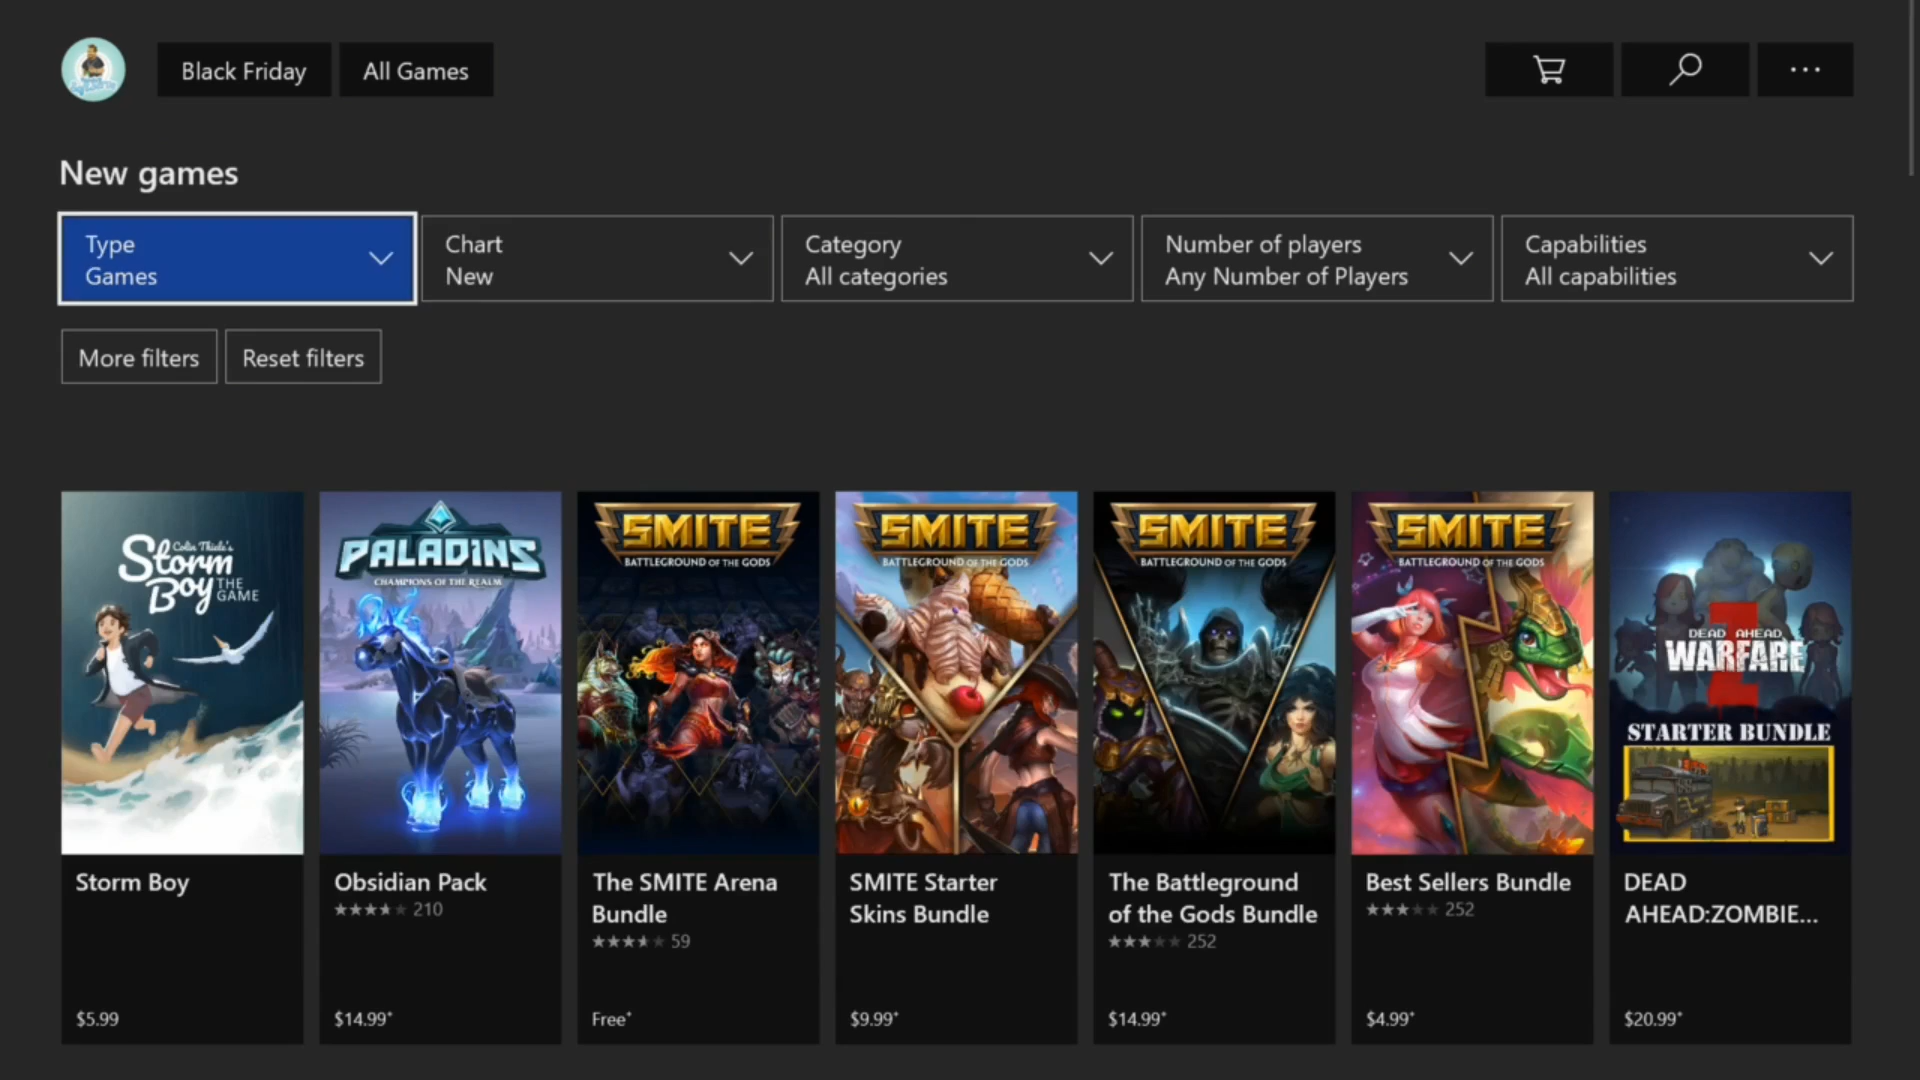 Black Friday
All Games
New games
Type
Games
Chart
New
Category
All categories
Number of players
Any Number of Players
Capabilities
All capabilities
More filters
Reset filters
Colin Thiele's
Storm
Boy THE
GAME
PALADINS
CHAMPIONS OF THE REALM
SMITE
BATTLEGROUND OF THE GODS
SMITE
BATTLEGROUND OF THE GODS
SMITE
BATTLEGROUND OF THE GODS
SMITE
BATTLEGROUND OF THE GODS
DEAD AHEAD
Z
WARFARE
STARTER BUNDLE
Storm Boy
$5.99
Obsidian Pack
210
$14.99*
The SMITE Arena
Bundle
59
Free*
SMITE Starter
Skins Bundle
$9.99*
The Battleground
of the Gods Bundle
252
$14.99*
Best Sellers Bundle
252
$4.99*
DEAD
AHEAD:ZOMBIE...
$20.99*